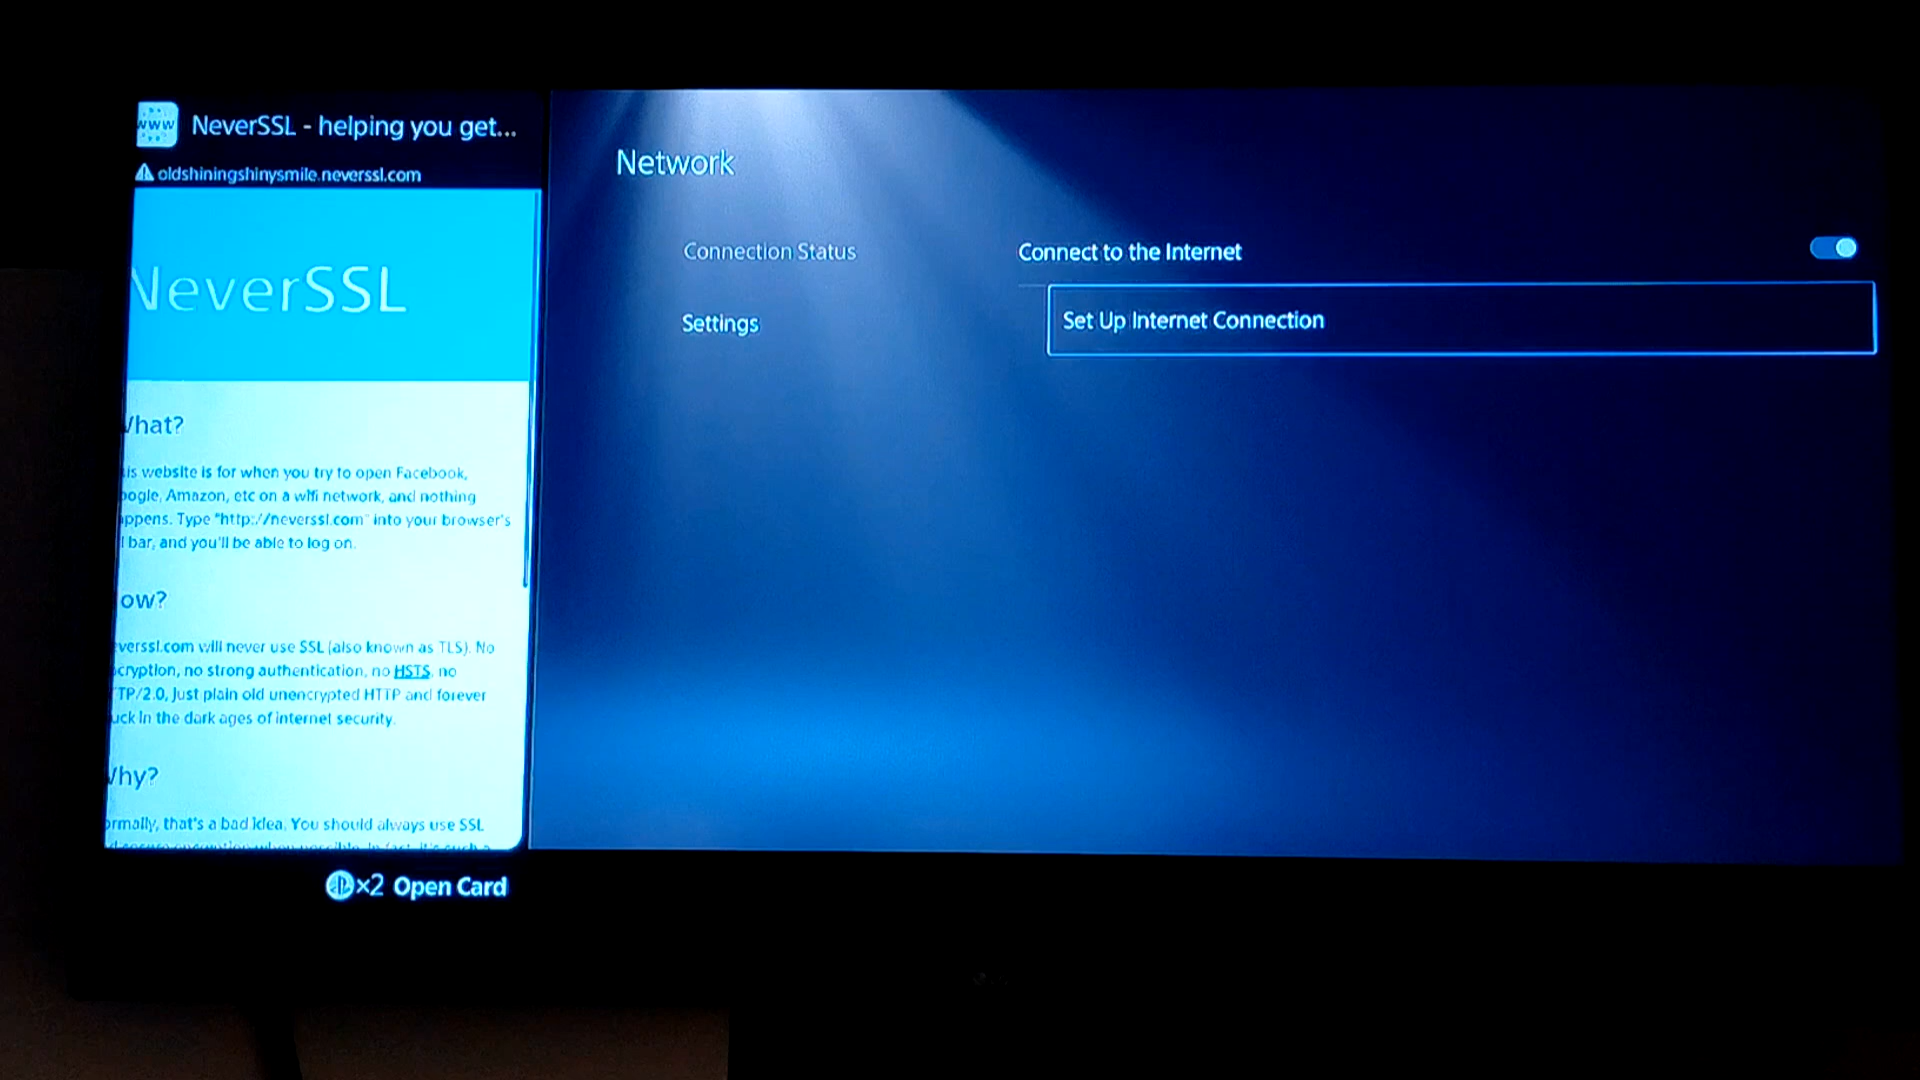 www
NeverSSL - helping you get...
oldshiningshinysmile.neverssl.com
NeverSSL
What?
is website is for when you try to open Facebook,
oogle, Amazon, etc on a wifi network, and nothing
appens. Type "http://neverssl.com" into your browser's
l bar, and you'll be able to log on.
ow?
verssl.com will never use SSL (also known as TLS). No
cryption, no strong authentication, no HSTS, no
TP/2.0, just plain old unencrypted HTTP and forever
uck in the dark ages of internet security.
Why?
ormally, that's a bad idea. You should always use SSL
x2 Open Card
Network
Connection Status
Settings
Connect to the Internet
Set Up Internet Connection